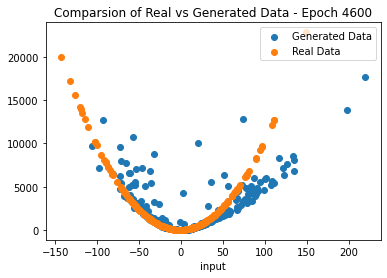 Comparsion of Real vs Generated Data - Epoch 4600
Generated Data
Real Data
20000
15000
10000
5000
0
−150 −100 −50 0 50 100 150 200
input